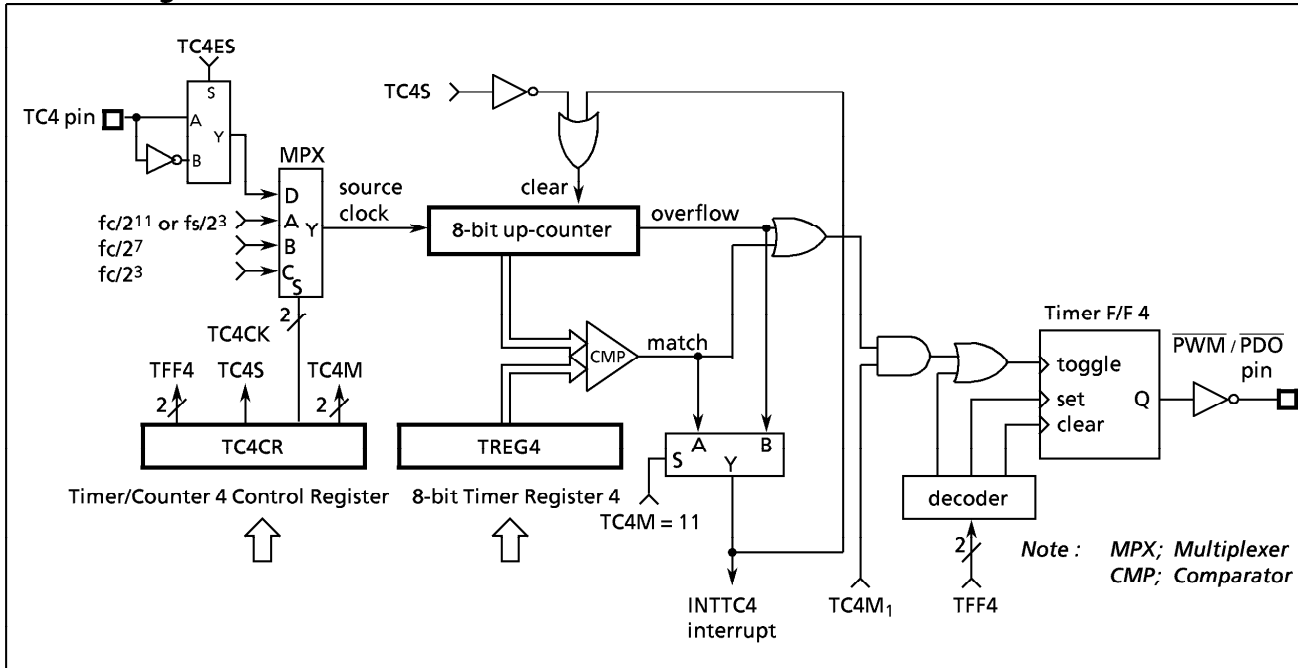 TC4ES
S
TC4 pin
A
Y
B
MPX
D
fc/2¹¹ or fs/2³
A
Y
fc/2⁷
B
fc/2³
C
S
source
clock
2
TC4CK
TC4S
clear
8-bit up-counter
overflow
CMP
match
TFF4
TC4S
TC4M
2
2
TC4CR
TREG4
Timer/Counter 4 Control Register
8-bit Timer Register 4
S
A
B
Y
TC4M = 11
INTTC4
interrupt
TC4M₁
Timer F/F 4
toggle
set
clear
Q
P̅W̅M̅ / P̅D̅O̅
pin
decoder
2
TFF4
Note : MPX; Multiplexer
CMP; Comparator